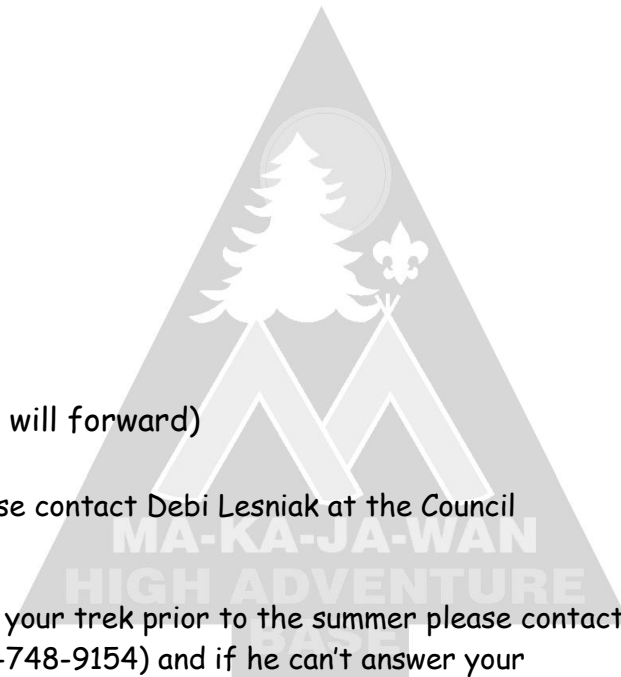 will forward)
se contact Debi Lesniak at the Council
MA-KA-JA-WAN
HIGH ADVENTURE
your trek prior to the summer please contact
BASE
-748-9154) and if he can't answer your